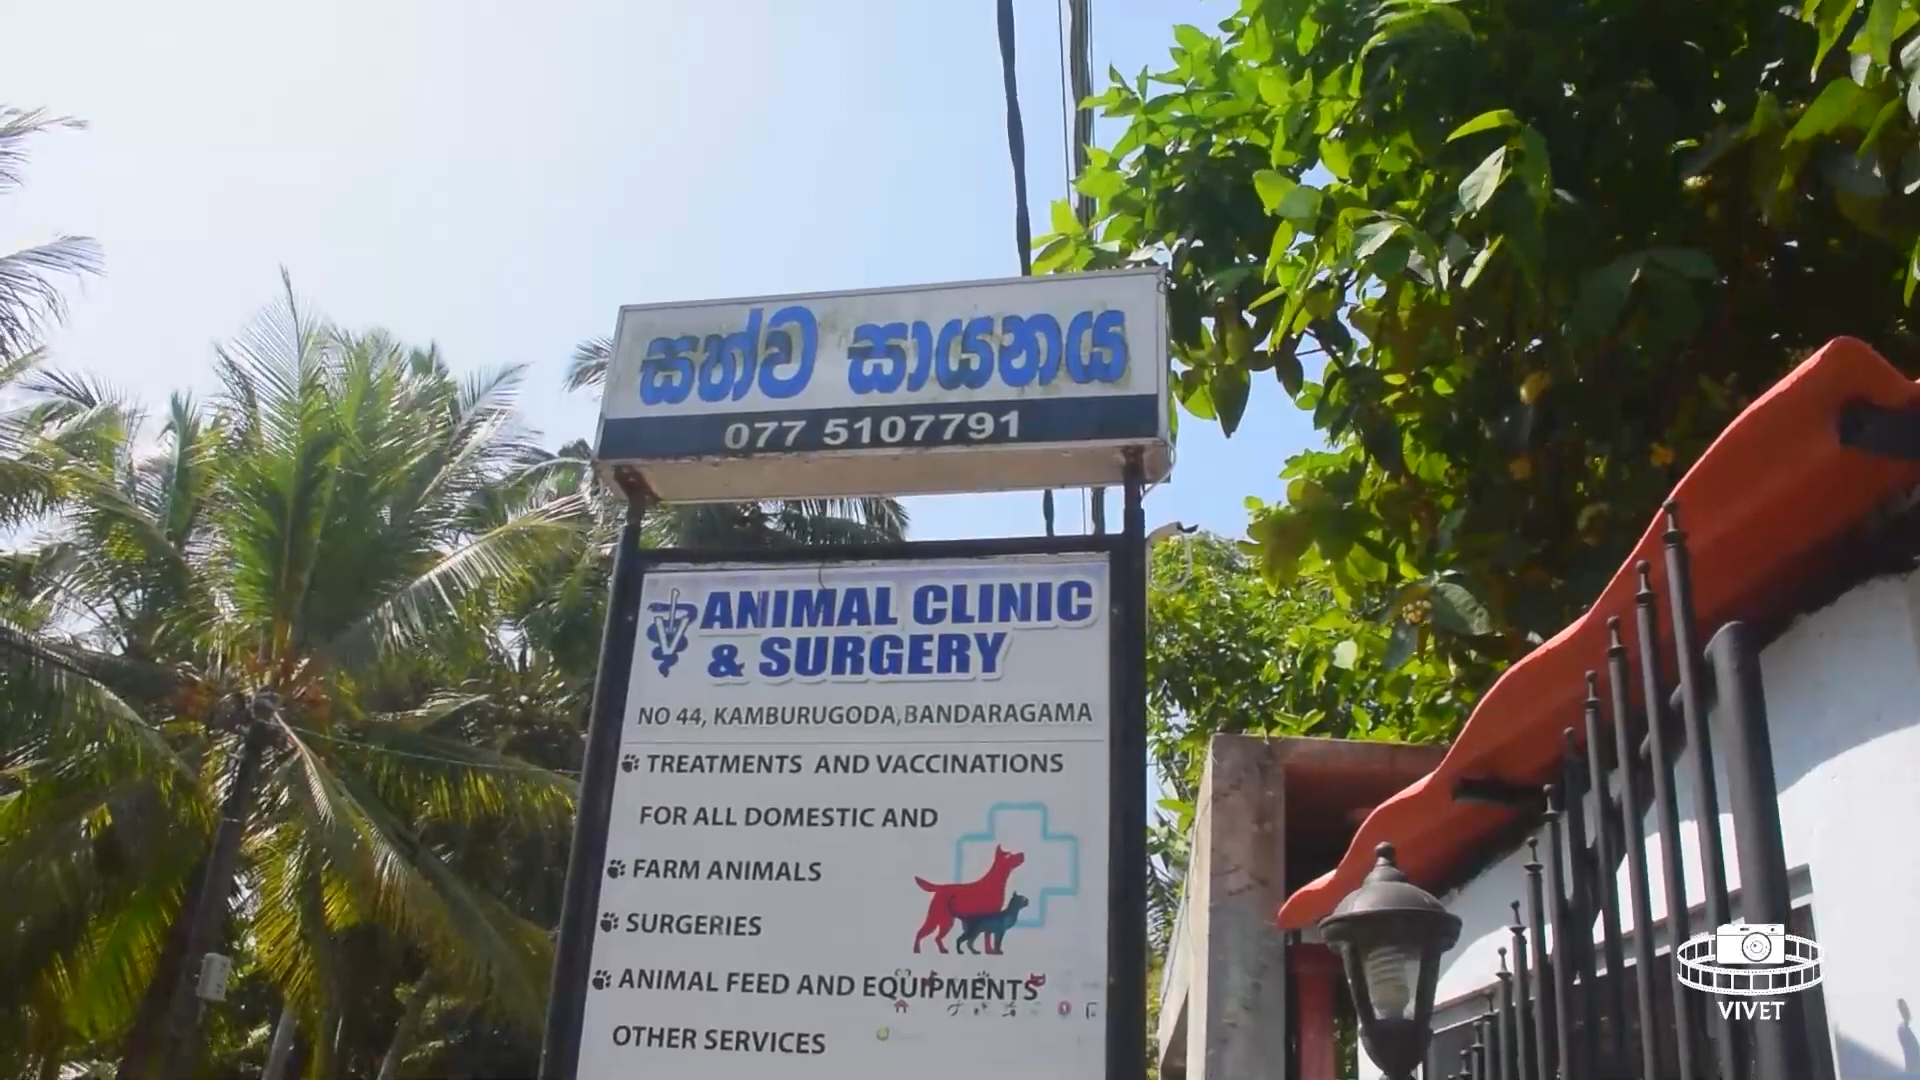 සත්ව සායනය
077 5107791
ANIMAL CLINIC
& SURGERY
NO 44, KAMBURUGODA,BANDARAGAMA
TREATMENTS AND VACCINATIONS
FOR ALL DOMESTIC AND
FARM ANIMALS
SURGERIES
ANIMAL FEED AND EQUIPMENTS
OTHER SERVICES
VIVET